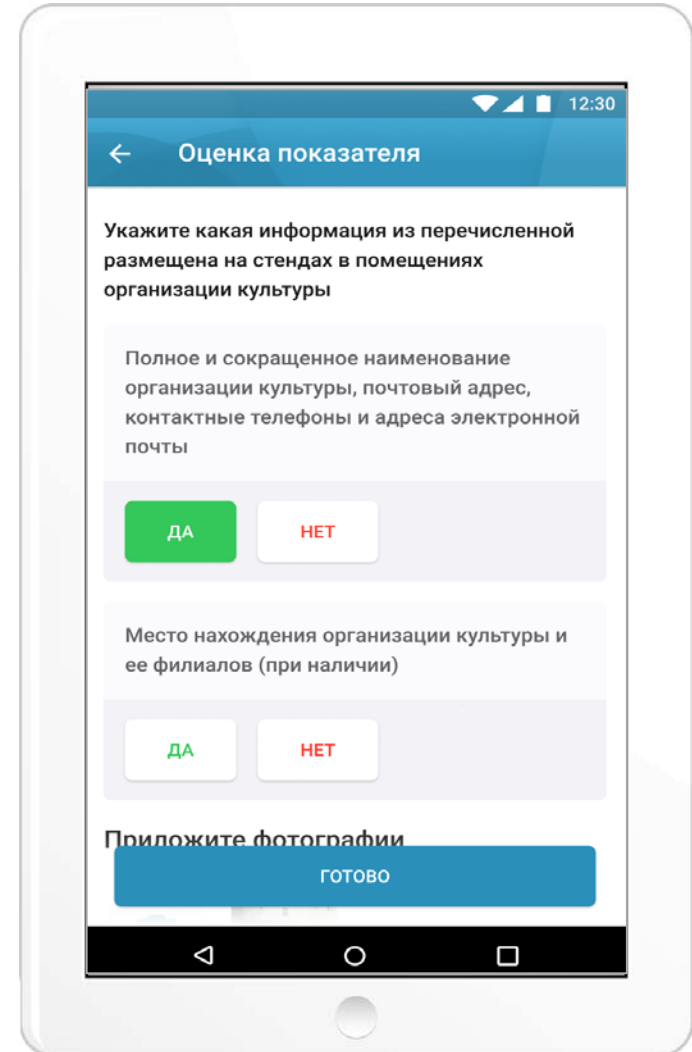 12:30
Оценка показателя
Укажите какая информация из перечисленной
размещена на стендах в помещениях
организации культуры
Полное и сокращенное наименование
организации культуры, почтовый адрес,
контактные телефоны и адреса электронной
почты
ДА НЕТ
Место нахождения организации культуры и
ее филиалов (при наличии)
ДА НЕТ
Приложите фотографии
ГОТОВО